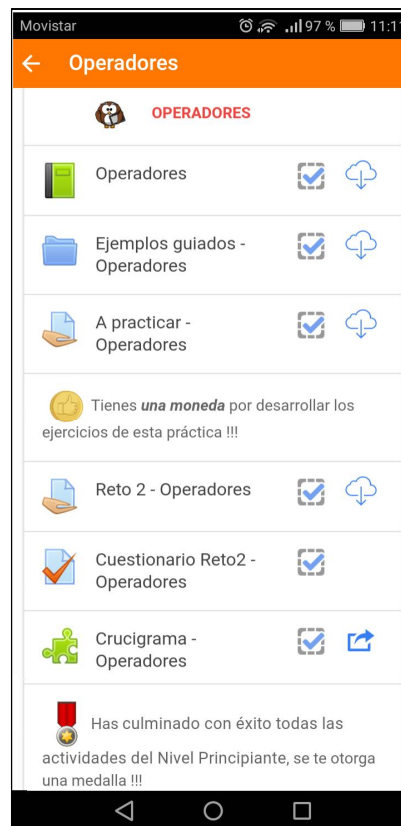 Movistar 97 % 11:11
Operadores
OPERADORES
Operadores
Ejemplos guiados -
Operadores
A practicar -
Operadores
Tienes una moneda por desarrollar los
ejercicios de esta práctica !!!
Reto 2 - Operadores
Cuestionario Reto2 -
Operadores
Crucigrama -
Operadores
Has culminado con éxito todas las
actividades del Nivel Principiante, se te otorga
una medalla !!!